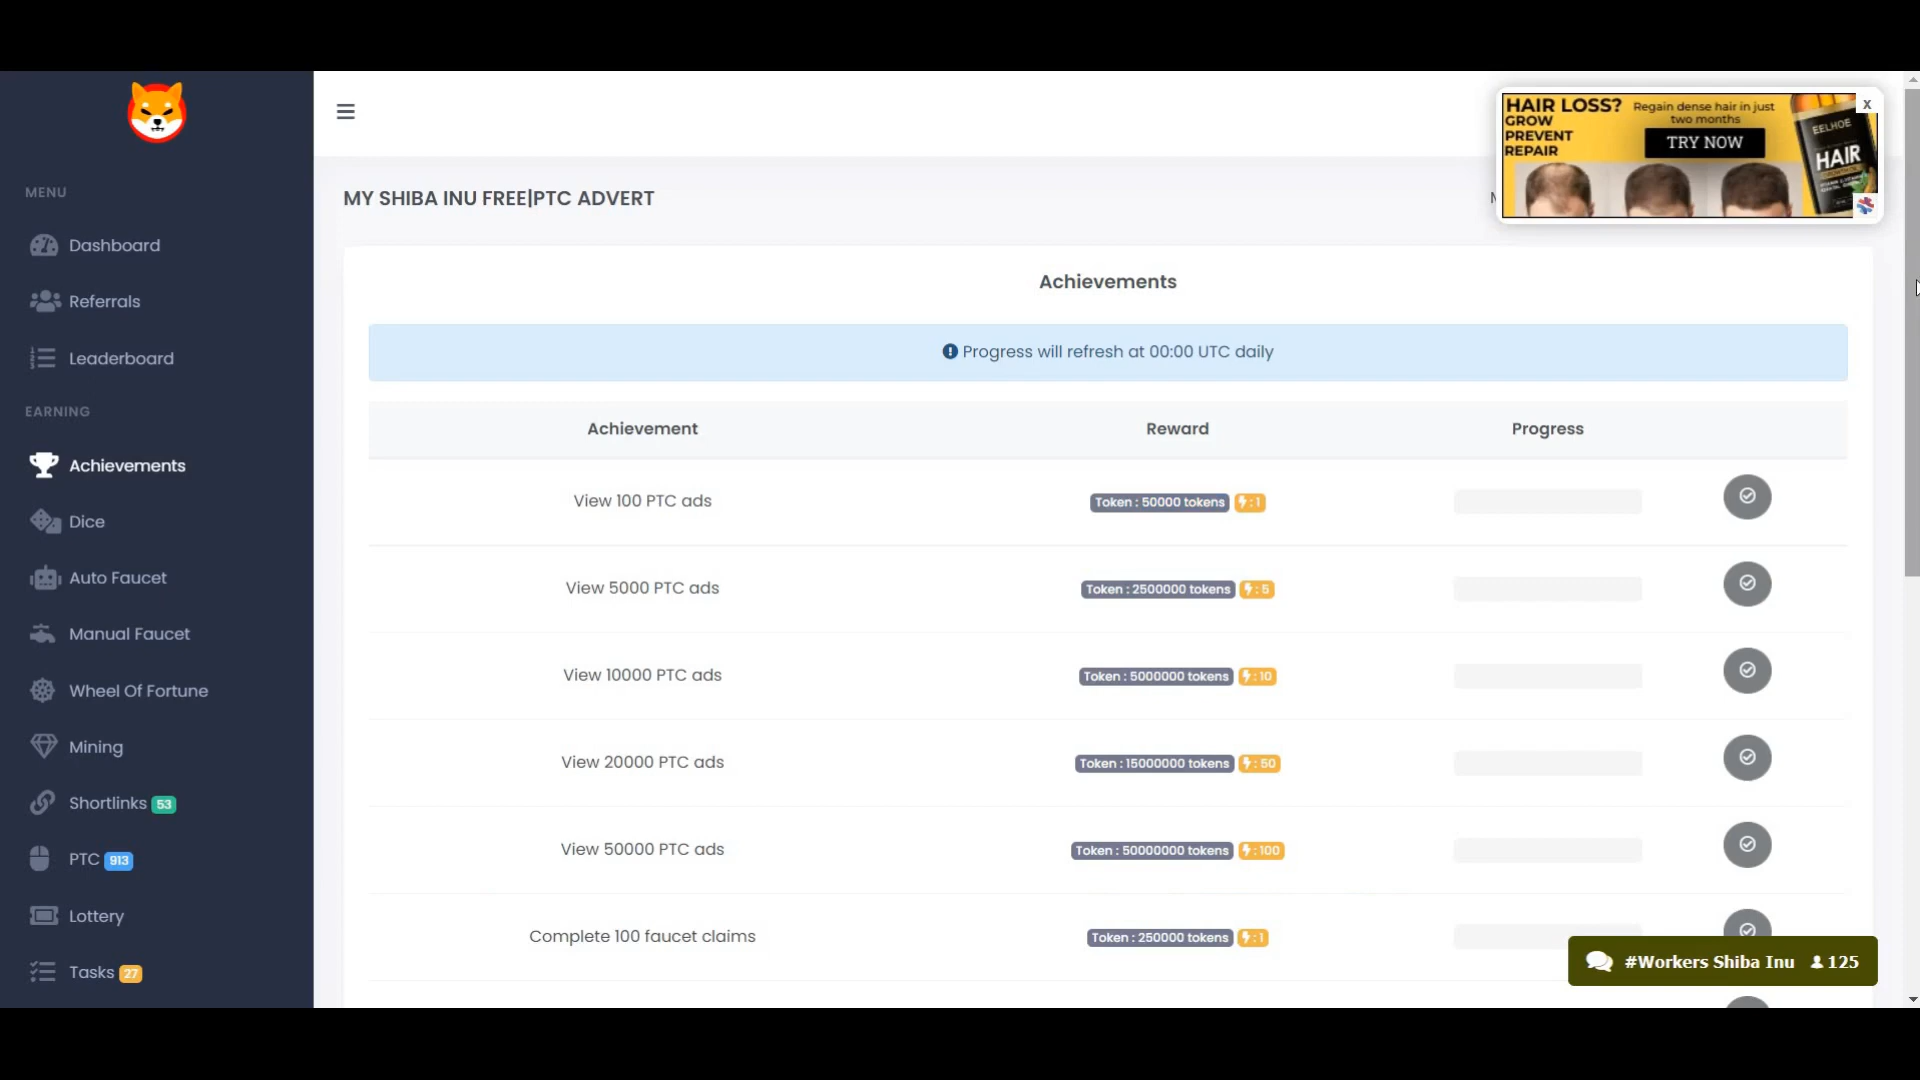 MENU
Dashboard
Referrals
Leaderboard
EARNING
Achievements
Dice
Auto Faucet
Manual Faucet
Wheel Of Fortune
Mining
Shortlinks 53
PTC 913
Lottery
Tasks 27
HAIR LOSS?
GROW
PREVENT
REPAIR
Regain dense hair in just
two months
TRY NOW
EELHOE
HAIR
X
MY SHIBA INU FREE|PTC ADVERT
Achievements
Progress will refresh at 00:00 UTC daily
Achievement Reward Progress
View 100 PTC ads Token : 50000 tokens : 1
View 5000 PTC ads Token : 2500000 tokens : 5
View 10000 PTC ads Token : 5000000 tokens : 10
View 20000 PTC ads Token : 15000000 tokens : 50
View 50000 PTC ads Token : 50000000 tokens : 100
Complete 100 faucet claims Token : 250000 tokens : 1
#Workers Shiba Inu 125